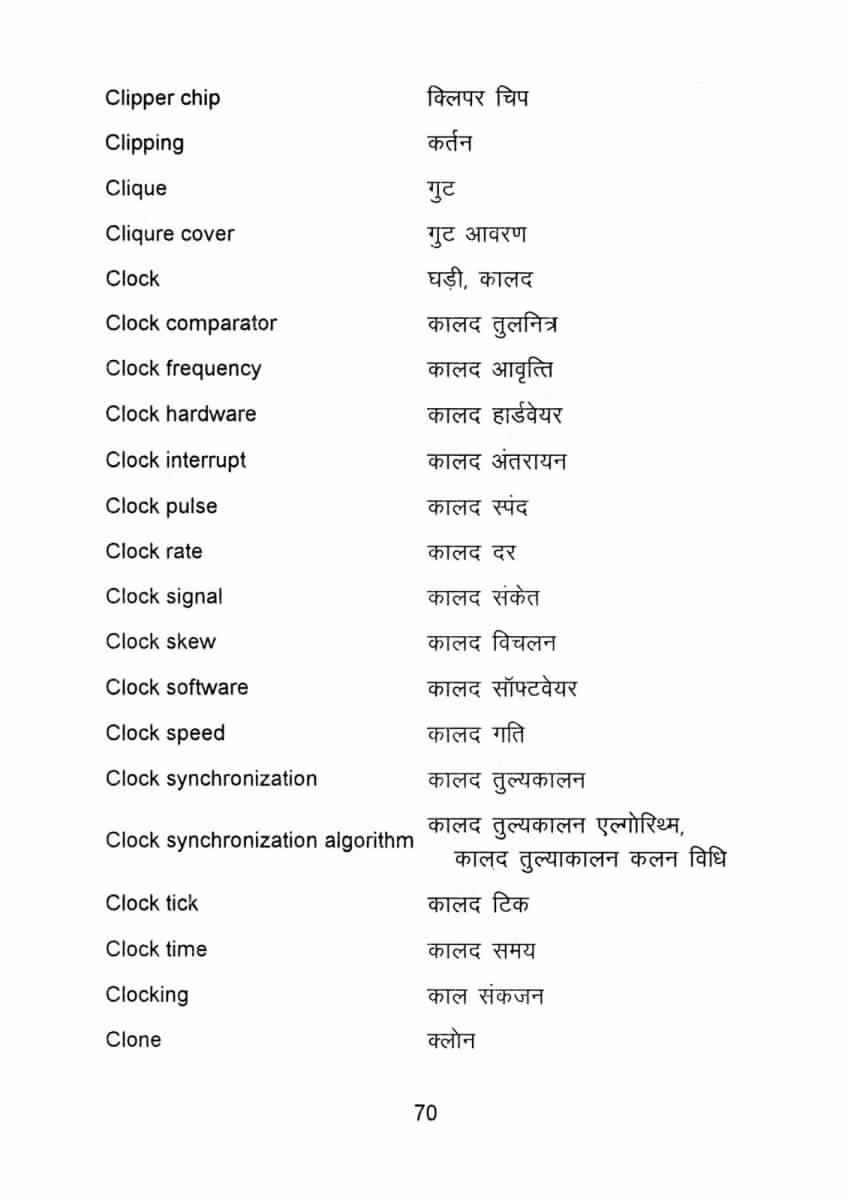 Clipper chip क्लिपर चिप
Clipping कर्तन
Clique गुट
Cliqure cover गुट आवरण
Clock घड़ी, कालद
Clock comparator कालद तुलनित्र
Clock frequency कालद आवृत्ति
Clock hardware कालद हार्डवेयर
Clock interrupt कालद अंतरायन
Clock pulse कालद स्पंद
Clock rate कालद दर
Clock signal कालद संकेत
Clock skew कालद विचलन
Clock software कालद सॉफ्टवेयर
Clock speed कालद गति
Clock synchronization कालद तुल्यकालन
Clock synchronization algorithm कालद तुल्यकालन एल्गोरिथ्म,
कालद तुल्याकालन कलन विधि
Clock tick कालद टिक
Clock time कालद समय
Clocking काल संकजन
Clone क्लोन
70